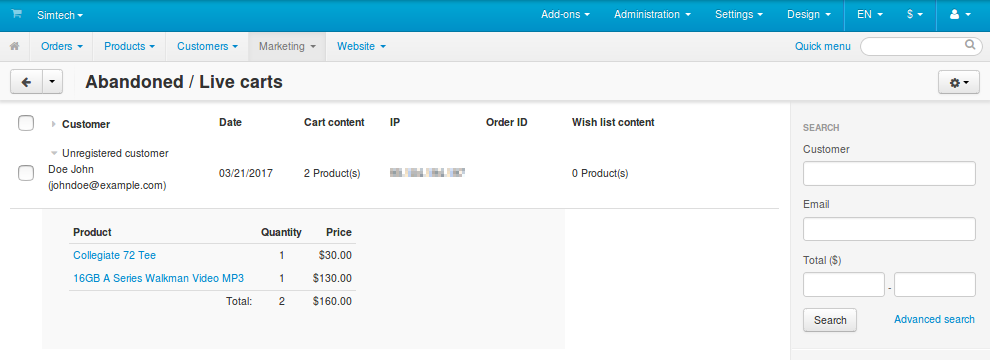 Simtech Add-ons Administration Settings Design EN $
Orders Products Customers Marketing Website Quick menu
Abandoned / Live carts
Customer Date Cart content IP Order ID Wish list content
Unregistered customer
Doe John
(johndoe@example.com)
03/21/2017 2 Product(s) 0 Product(s)
Product Quantity Price
Collegiate 72 Tee 1 $30.00
16GB A Series Walkman Video MP3 1 $130.00
Total: 2 $160.00
SEARCH
Customer
Email
Total ($)
-
Search Advanced search